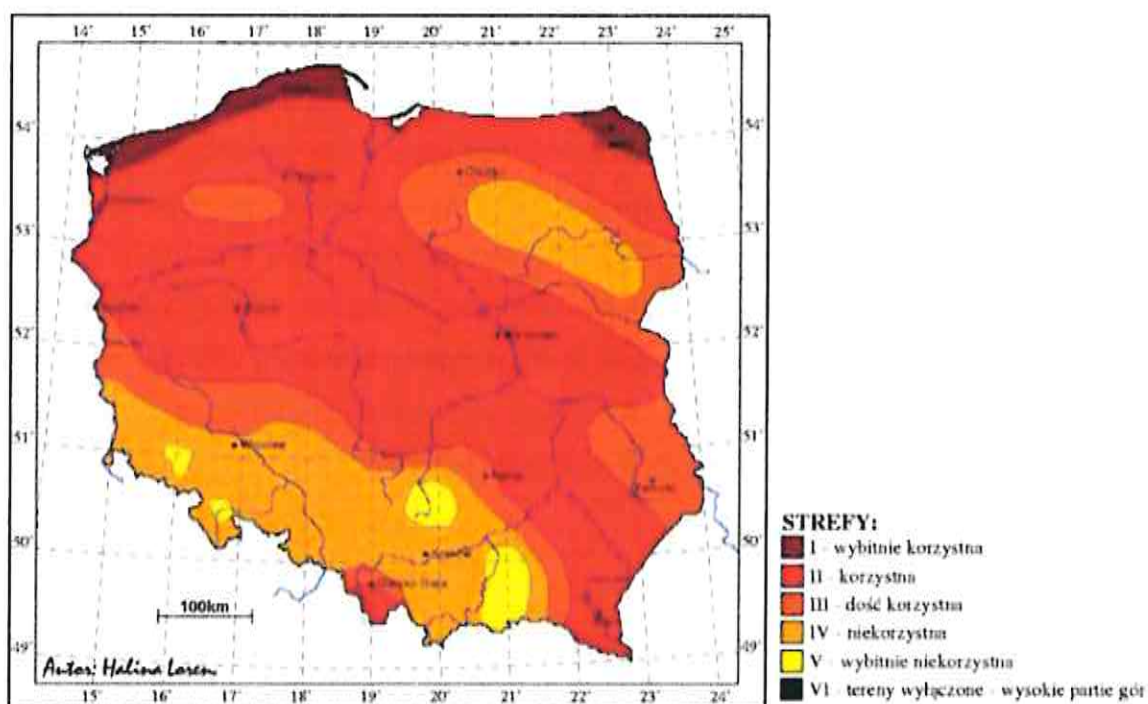 14° 15° 16° 17° 18° 19° 20° 21° 22° 23° 24° 25°
54° 54°
53° 53°
52° 52°
51° 51°
50° 50°
100km
49° 49°
Autor: Halina Lorenc
15 16 17 18 19 20 21 22 23 24
STREFY:
I - wybitnie korzystna
II - korzystna
III - dość korzystna
IV - niekorzystna
V - wybitnie niekorzystna
VI - tereny wyłączone - wysokie partie gór